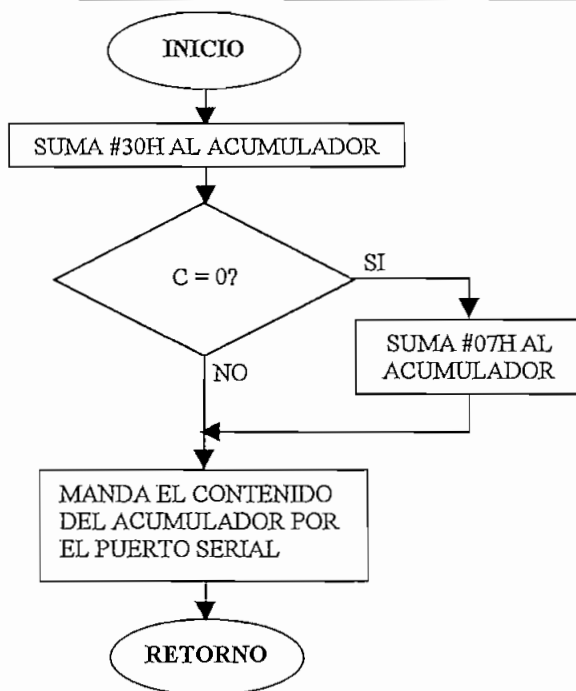 INICIO
SUMA #30H AL ACUMULADOR
C = 0?
SI
SUMA #07H AL
ACUMULADOR
NO
MANDA EL CONTENIDO
DEL ACUMULADOR POR
EL PUERTO SERIAL
RETORNO